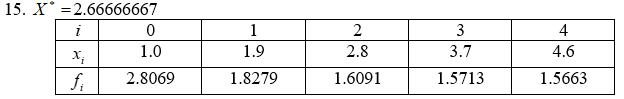 15. X* =2.66666667
i 0 1 2 3 4
xᵢ 1.0 1.9 2.8 3.7 4.6
fᵢ 2.8069 1.8279 1.6091 1.5713 1.5663